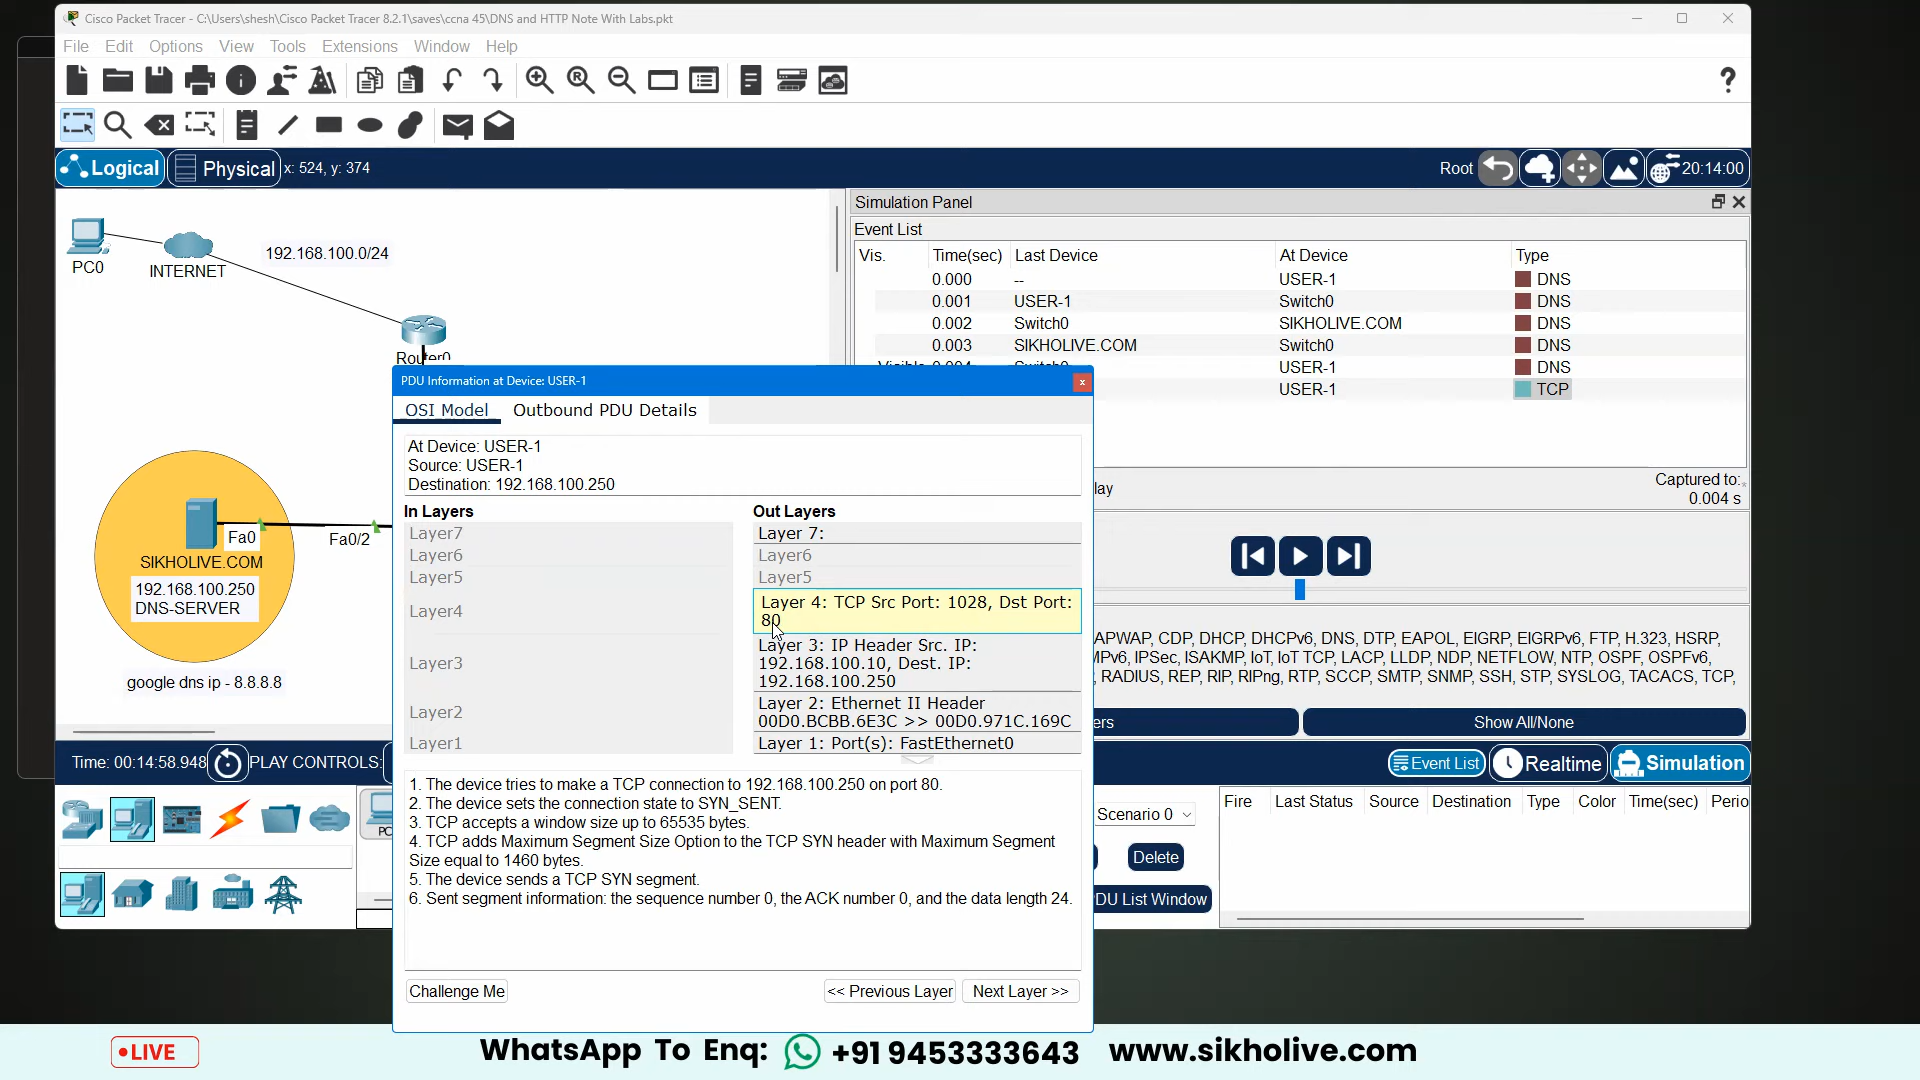 Cisco Packet Tracer - C:\Users\shesh\Cisco Packet Tracer 8.2.1\saves\ccna 45\DNS and HTTP Note With Labs.pkt
File Edit Options View Tools Extensions Window Help
Logical Physical x: 524, y: 374 Root 20:14:00
PC0
INTERNET
192.168.100.0/24
Router0
Fa0
Fa0/2
SIKHOLIVE.COM
192.168.100.250
DNS-SERVER
google dns ip - 8.8.8.8
Simulation Panel
Event List
Vis. Time(sec) Last Device At Device Type
0.000 -- USER-1 DNS
0.001 USER-1 Switch0 DNS
0.002 Switch0 SIKHOLIVE.COM DNS
0.003 SIKHOLIVE.COM Switch0 DNS
Visible 0.004 Switch0 USER-1 DNS
USER-1 TCP
lay
Captured to:
0.004 s
PDU Information at Device: USER-1
OSI Model Outbound PDU Details
At Device: USER-1
Source: USER-1
Destination: 192.168.100.250
In Layers
Layer7
Layer6
Layer5
Layer4
Layer3
Layer2
Layer1
Out Layers
Layer 7:
Layer6
Layer5
Layer 4: TCP Src Port: 1028, Dst Port:
80
Layer 3: IP Header Src. IP:
192.168.100.10, Dest. IP:
192.168.100.250
Layer 2: Ethernet II Header
00D0.BCBB.6E3C >> 00D0.971C.169C
Layer 1: Port(s): FastEthernet0
1. The device tries to make a TCP connection to 192.168.100.250 on port 80.
2. The device sets the connection state to SYN_SENT.
3. TCP accepts a window size up to 65535 bytes.
4. TCP adds Maximum Segment Size Option to the TCP SYN header with Maximum Segment
Size equal to 1460 bytes.
5. The device sends a TCP SYN segment.
6. Sent segment information: the sequence number 0, the ACK number 0, and the data length 24.
Challenge Me << Previous Layer Next Layer >>
APWAP, CDP, DHCP, DHCPv6, DNS, DTP, EAPOL, EIGRP, EIGRPv6, FTP, H.323, HSRP,
MPv6, IPSec, ISAKMP, IoT, IoT TCP, LACP, LLDP, NDP, NETFLOW, NTP, OSPF, OSPFv6,
, RADIUS, REP, RIP, RIPng, RTP, SCCP, SMTP, SNMP, SSH, STP, SYSLOG, TACACS, TCP,
ers Show All/None
Time: 00:14:58.948 PLAY CONTROLS: Event List Realtime Simulation
PC
Scenario 0
Delete
PDU List Window
Fire Last Status Source Destination Type Color Time(sec) Perio
LIVE
WhatsApp To Enq: +91 9453333643 www.sikholive.com